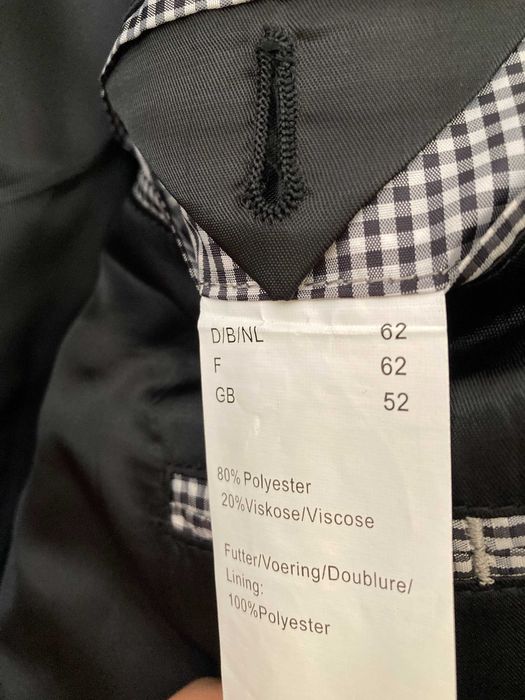 D/B/NL 62
F 62
GB 52
80% Polyester
20%Viskose/Viscose
Futter/Voering/Doublure/
Lining:
100%Polyester